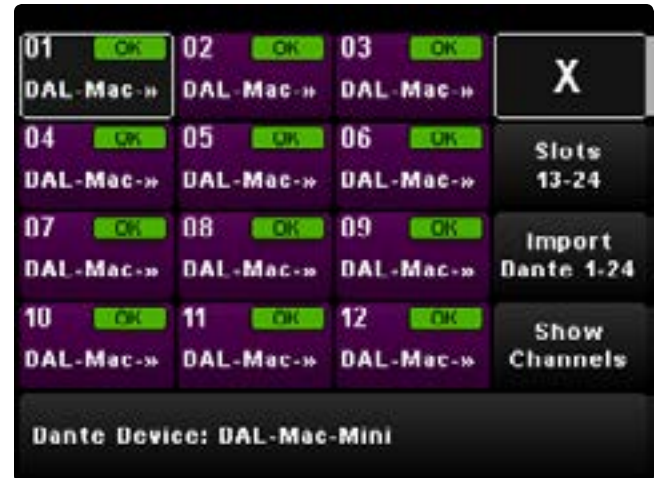 01 OK 02 OK 03 OK X
DAL-Mac-» DAL-Mac-» DAL-Mac-»
04 OK 05 OK 06 OK Slots
DAL-Mac-» DAL-Mac-» DAL-Mac-» 13-24
07 OK 08 OK 09 OK Import
DAL-Mac-» DAL-Mac-» DAL-Mac-» Dante 1-24
10 OK 11 OK 12 OK Show
DAL-Mac-» DAL-Mac-» DAL-Mac-» Channels
Dante Device: DAL-Mac-Mini